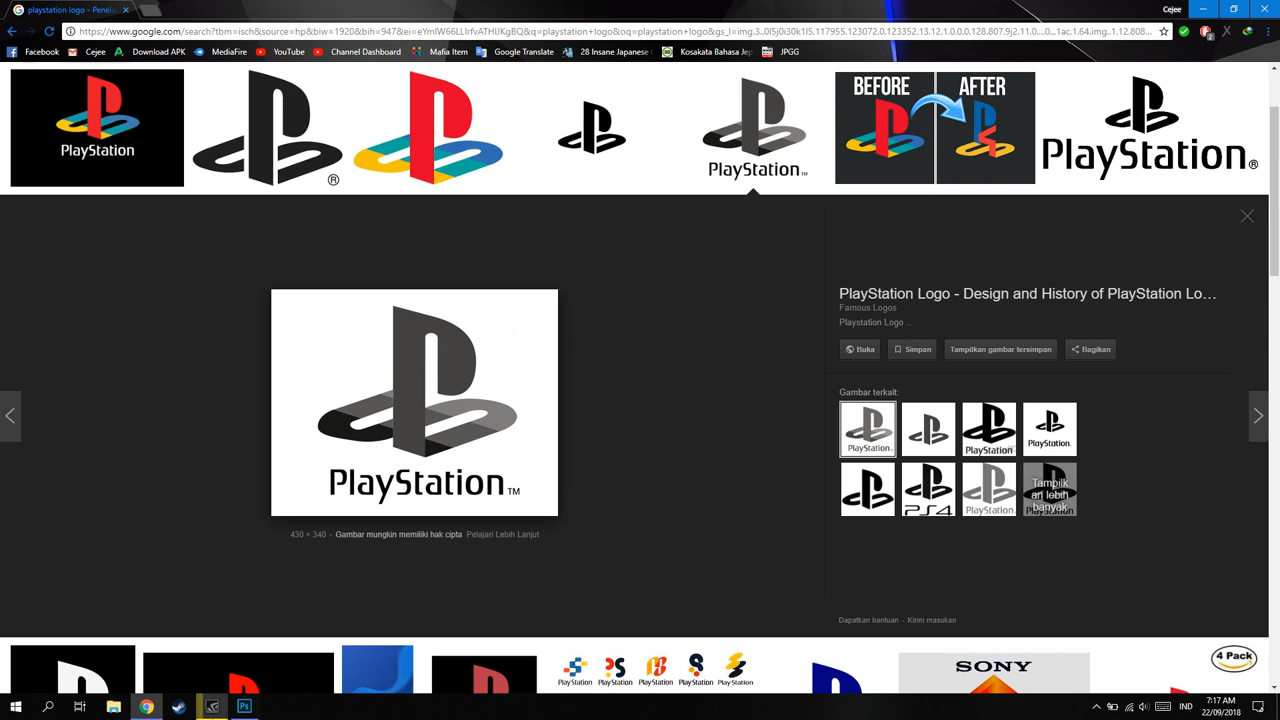 playstation logo - Penelu
Cejee
https://www.google.com/search?tbm=isch&source=hp&biw=1920&bih=947&ei=eYmIW66LLIrfvATHIJKgBQ&q=playstation+logo&oq=playstation+logo&gs_l=img.3..0l5j0i30k1l5.117955.123072.0.123352.13.12.1.0.0.0.128.807.9j2.11.0....0...1ac.1.64.img..1.12.808...
Facebook
Cejee
Download APK
MediaFire
YouTube
Channel
Google Translate
28 Insane Japanese C
Kosakata Bahasa Jep
JPGG
PlayStation
®
PlayStation™
BEFORE
AFTER
PlayStation®
PlayStation™
430 × 340 - Gambar mungkin memiliki hak cipta Pelajari Lebih Lanjut
PlayStation Logo - Design and History of PlayStation Lo…
Famous Logos
Playstation Logo ...
Buka
Simpan
Tampilkan gambar tersimpan
Bagikan
Gambar terkait:
PlayStation
PlayStation
PlayStation
PS4
PlayStation
Tampilk
an lebih
banyak
Dapatkan bantuan - Kirim masukan
PlayStation
PlayStation
PlayStation
PlayStation
PlayStation
SONY
4 Pack
IND
7:17 AM
22/09/2018